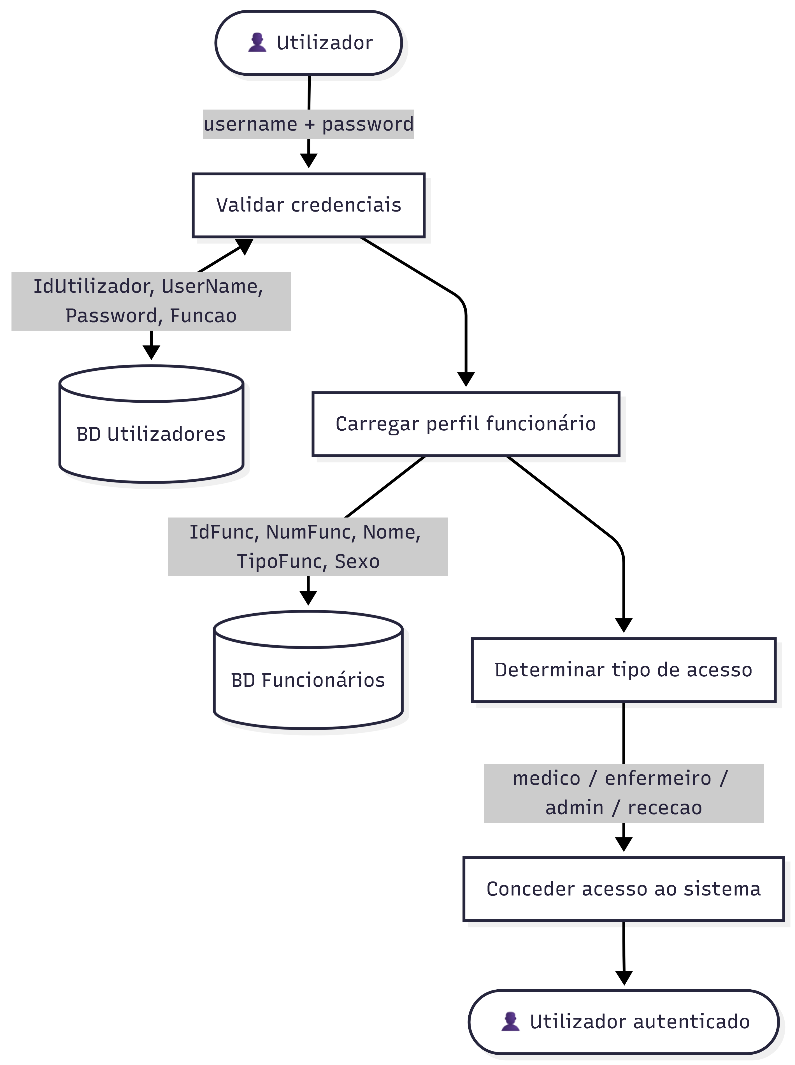 Utilizador
username + password
Validar credenciais
IdUtilizador, UserName,
Password, Funcao
BD Utilizadores
Carregar perfil funcionário
IdFunc, NumFunc, Nome,
TipoFunc, Sexo
BD Funcionários
Determinar tipo de acesso
medico / enfermeiro /
admin / rececao
Conceder acesso ao sistema
Utilizador autenticado